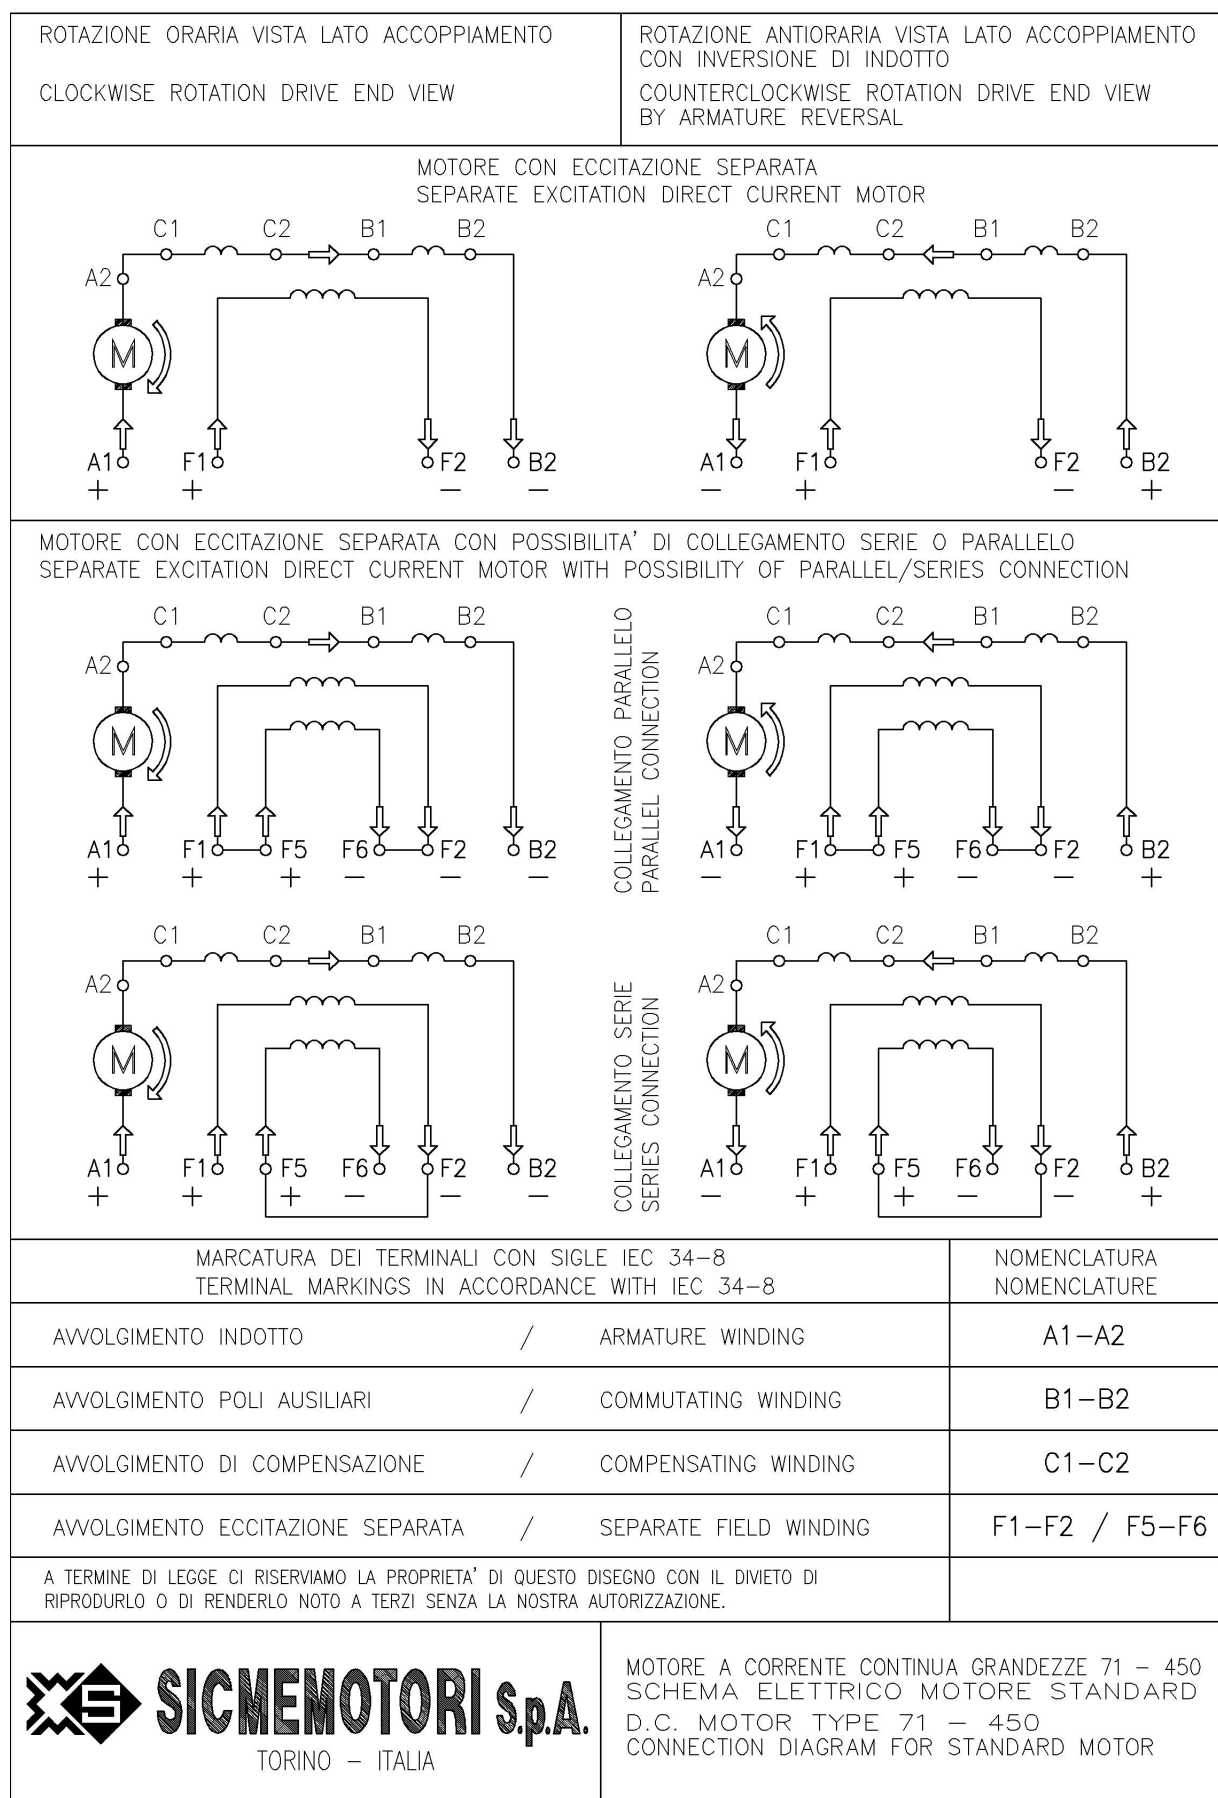 ROTAZIONE ORARIA VISTA LATO ACCOPPIAMENTO
CLOCKWISE ROTATION DRIVE END VIEW
ROTAZIONE ANTIORARIA VISTA LATO ACCOPPIAMENTO
CON INVERSIONE DI INDOTTO
COUNTERCLOCKWISE ROTATION DRIVE END VIEW
BY ARMATURE REVERSAL
MOTORE CON ECCITAZIONE SEPARATA
SEPARATE EXCITATION DIRECT CURRENT MOTOR
C1 C2 B1 B2
A2
M
A1 F1 F2 B2
+ + – –
C1 C2 B1 B2
A2
M
A1 F1 F2 B2
– + – +
MOTORE CON ECCITAZIONE SEPARATA CON POSSIBILITA' DI COLLEGAMENTO SERIE O PARALLELO
SEPARATE EXCITATION DIRECT CURRENT MOTOR WITH POSSIBILITY OF PARALLEL/SERIES CONNECTION
C1 C2 B1 B2
A2
M
A1 F1 F5 F6 F2 B2
+ + + – – –
COLLEGAMENTO PARALLELO
PARALLEL CONNECTION
C1 C2 B1 B2
A2
M
A1 F1 F5 F6 F2 B2
– + + – – +
C1 C2 B1 B2
A2
M
A1 F1 F5 F6 F2 B2
+ + + – – –
COLLEGAMENTO SERIE
SERIES CONNECTION
C1 C2 B1 B2
A2
M
A1 F1 F5 F6 F2 B2
– + + – – +
MARCATURA DEI TERMINALI CON SIGLE IEC 34–8
TERMINAL MARKINGS IN ACCORDANCE WITH IEC 34–8
NOMENCLATURA
NOMENCLATURE
AVVOLGIMENTO INDOTTO / ARMATURE WINDING A1–A2
AVVOLGIMENTO POLI AUSILIARI / COMMUTATING WINDING B1–B2
AVVOLGIMENTO DI COMPENSAZIONE / COMPENSATING WINDING C1–C2
AVVOLGIMENTO ECCITAZIONE SEPARATA / SEPARATE FIELD WINDING F1–F2 / F5–F6
A TERMINE DI LEGGE CI RISERVIAMO LA PROPRIETA' DI QUESTO DISEGNO CON IL DIVIETO DI
RIPRODURLO O DI RENDERLO NOTO A TERZI SENZA LA NOSTRA AUTORIZZAZIONE.
S SICMEMOTORI S.p.A.
TORINO – ITALIA
MOTORE A CORRENTE CONTINUA GRANDEZZE 71 – 450
SCHEMA ELETTRICO MOTORE STANDARD
D.C. MOTOR TYPE 71 – 450
CONNECTION DIAGRAM FOR STANDARD MOTOR